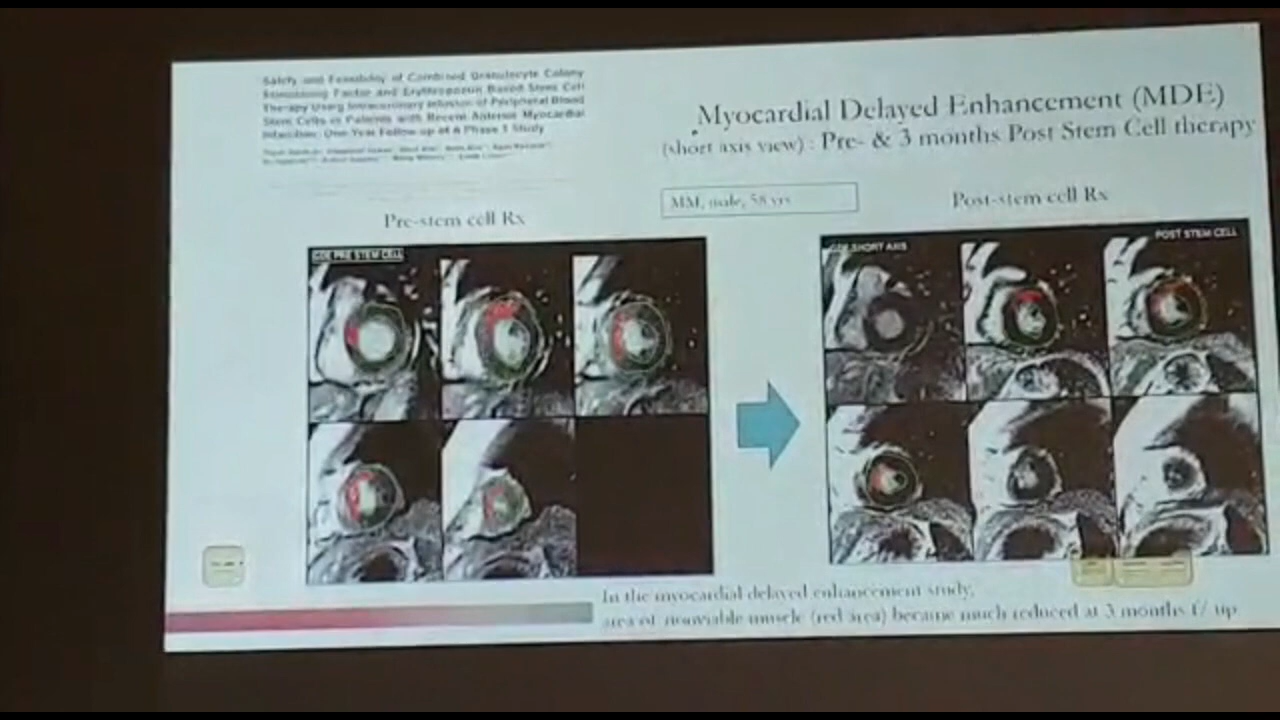 Safety and Feasibility of Combined Granulocyte Colony
Stimulating Factor and Erythropoietin Based Stem Cell
Therapy Using Intracoronary Infusion of Peripheral Blood
Stem Cells in Patients with Recent Anterior Myocardial
Infarction: One-Year Follow-up of a Phase 1 Study
Myocardial Delayed Enhancement (MDE)
(short axis view) : Pre- & 3 months Post Stem Cell therapy
MM, male, 58 yrs
Pre-stem cell Rx
Post-stem cell Rx
GDE PRE STEM CELL
SHORT AXIS
POST STEM CELL
In the myocardial delayed enhancement study,
area of nonviable muscle (red area) became much reduced at 3 months f/ up